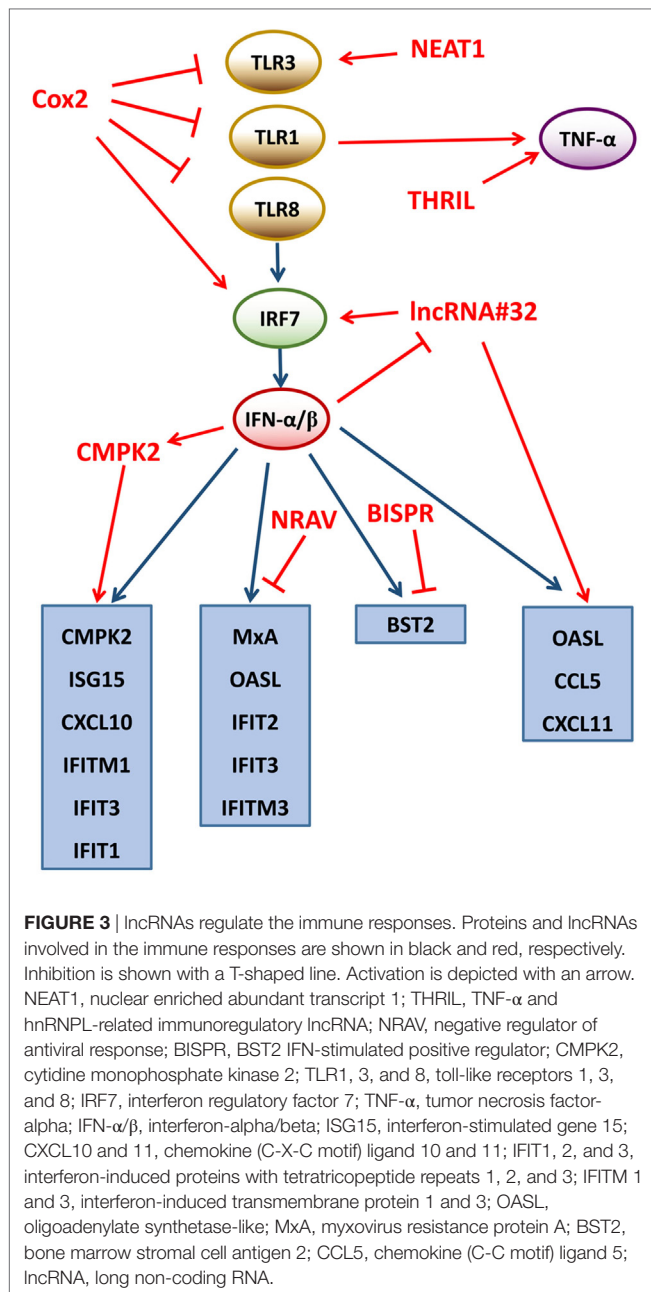 TLR3
NEAT1
Cox2
TLR1
TNF-α
THRIL
TLR8
IRF7
lncRNA#32
IFN-α/β
CMPK2
NRAV
BISPR
CMPK2
ISG15
CXCL10
IFITM1
IFIT3
IFIT1
MxA
OASL
IFIT2
IFIT3
IFITM3
BST2
OASL
CCL5
CXCL11
FIGURE 3 | lncRNAs regulate the immune responses. Proteins and lncRNAs
involved in the immune responses are shown in black and red, respectively.
Inhibition is shown with a T-shaped line. Activation is depicted with an arrow.
NEAT1, nuclear enriched abundant transcript 1; THRIL, TNF-α and
hnRNPL-related immunoregulatory lncRNA; NRAV, negative regulator of
antiviral response; BISPR, BST2 IFN-stimulated positive regulator; CMPK2,
cytidine monophosphate kinase 2; TLR1, 3, and 8, toll-like receptors 1, 3,
and 8; IRF7, interferon regulatory factor 7; TNF-α, tumor necrosis factor-
alpha; IFN-α/β, interferon-alpha/beta; ISG15, interferon-stimulated gene 15;
CXCL10 and 11, chemokine (C-X-C motif) ligand 10 and 11; IFIT1, 2, and 3,
interferon-induced proteins with tetratricopeptide repeats 1, 2, and 3; IFITM 1
and 3, interferon-induced transmembrane protein 1 and 3; OASL,
oligoadenylate synthetase-like; MxA, myxovirus resistance protein A; BST2,
bone marrow stromal cell antigen 2; CCL5, chemokine (C-C motif) ligand 5;
lncRNA, long non-coding RNA.